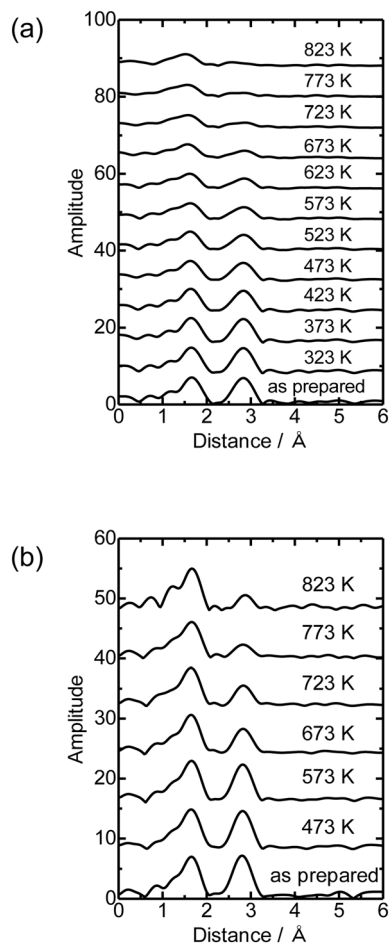 (a)
100
80
60
40
20
0
Amplitude
823 K
773 K
723 K
673 K
623 K
573 K
523 K
473 K
423 K
373 K
323 K
as prepared
0 1 2 3 4 5 6
Distance / Å
(b)
60
50
40
30
20
10
0
Amplitude
823 K
773 K
723 K
673 K
573 K
473 K
as prepared
0 1 2 3 4 5 6
Distance / Å